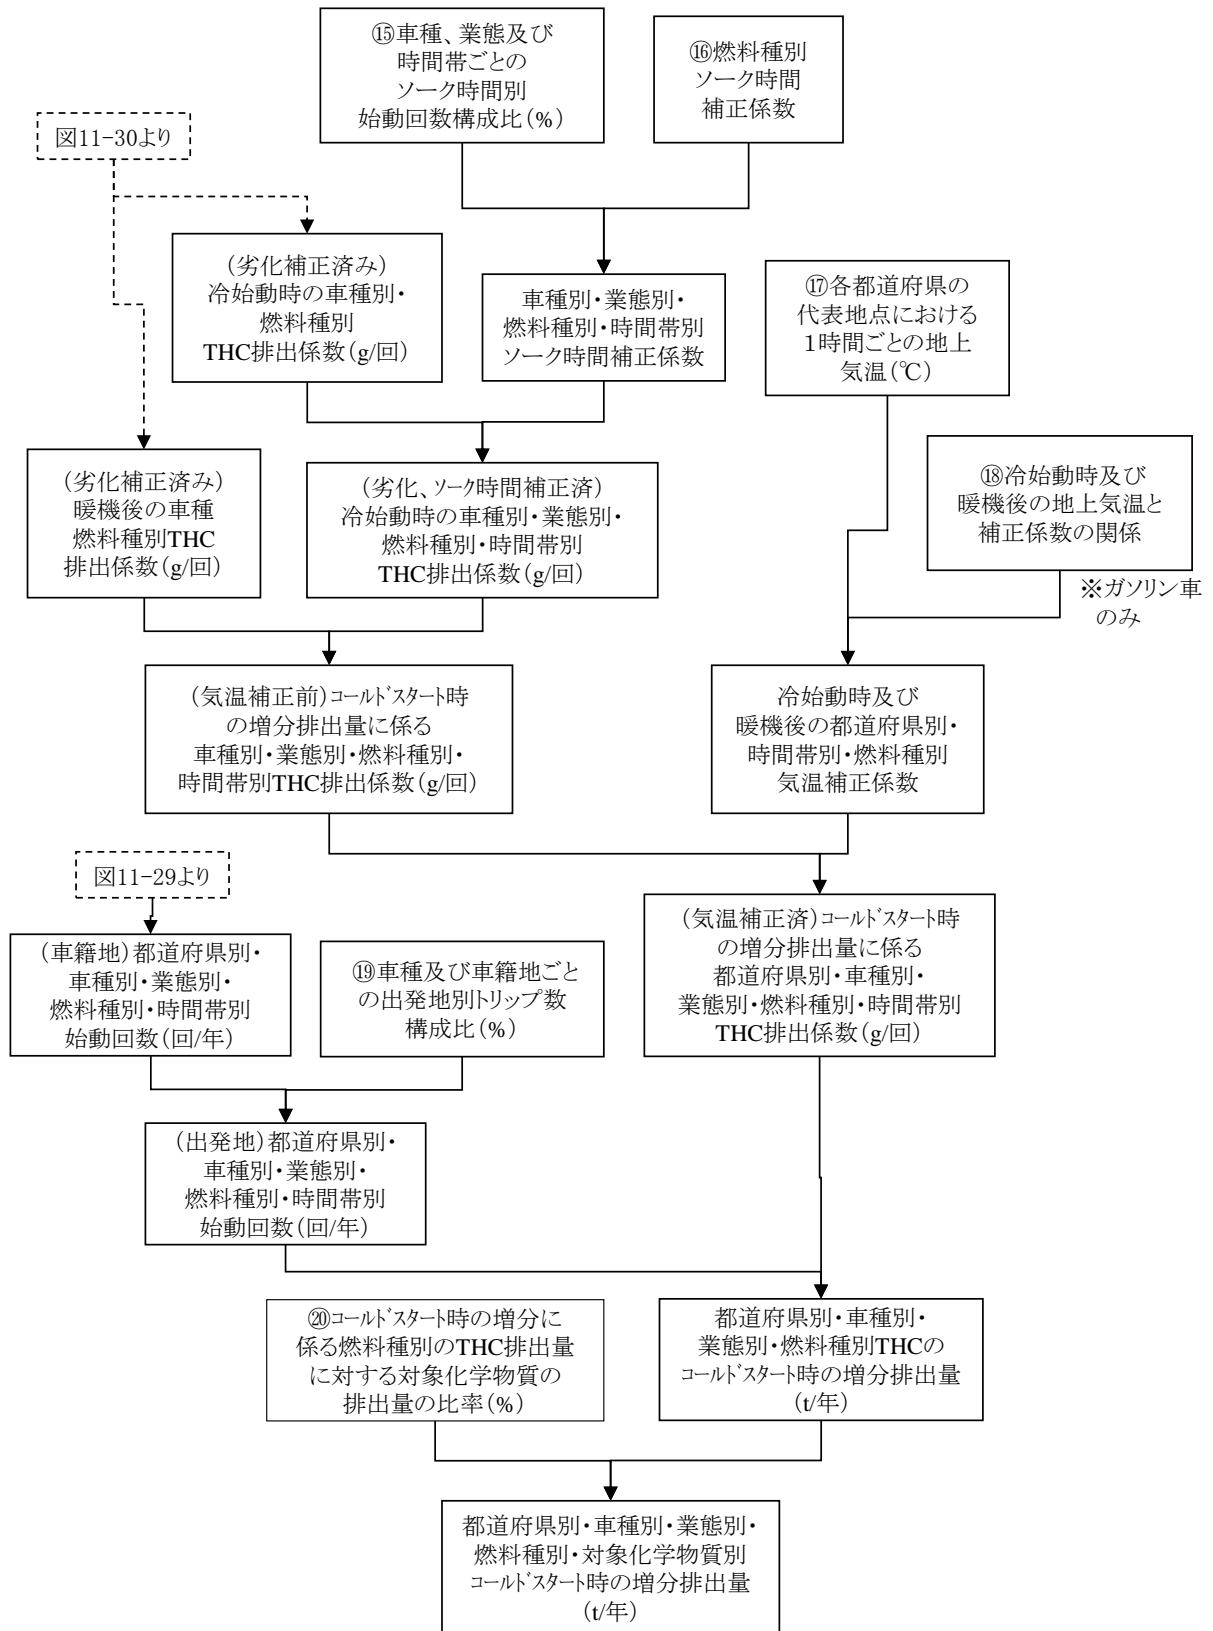 ⑮車種、業態及び
時間帯ごとの
ソーク時間別
始動回数構成比(%)
⑯燃料種別
ソーク時間
補正係数
図11-30より
(劣化補正済み)
冷始動時の車種別・
燃料種別
THC排出係数(g/回)
車種別・業態別・
燃料種別・時間帯別
ソーク時間補正係数
⑰各都道府県の
代表地点における
1時間ごとの地上
気温(℃)
(劣化補正済み)
暖機後の車種
燃料種別THC
排出係数(g/回)
(劣化、ソーク時間補正済)
冷始動時の車種別・業態別・
燃料種別・時間帯別
THC排出係数(g/回)
⑱冷始動時及び
暖機後の地上気温と
補正係数の関係
※ガソリン車
のみ
(気温補正前)コールドスタート時
の増分排出量に係る
車種別・業態別・燃料種別・
時間帯別THC排出係数(g/回)
冷始動時及び
暖機後の都道府県別・
時間帯別・燃料種別
気温補正係数
図11-29より
(車籍地)都道府県別・
車種別・業態別・
燃料種別・時間帯別
始動回数(回/年)
⑲車種及び車籍地ごと
の出発地別トリップ数
構成比(%)
(気温補正済)コールドスタート時
の増分排出量に係る
都道府県別・車種別・
業態別・燃料種別・時間帯別
THC排出係数(g/回)
(出発地)都道府県別・
車種別・業態別・
燃料種別・時間帯別
始動回数(回/年)
⑳コールドスタート時の増分に
係る燃料種別のTHC排出量
に対する対象化学物質の
排出量の比率(%)
都道府県別・車種別・
業態別・燃料種別THCの
コールドスタート時の増分排出量
(t/年)
都道府県別・車種別・業態別・
燃料種別・対象化学物質別
コールドスタート時の増分排出量
(t/年)